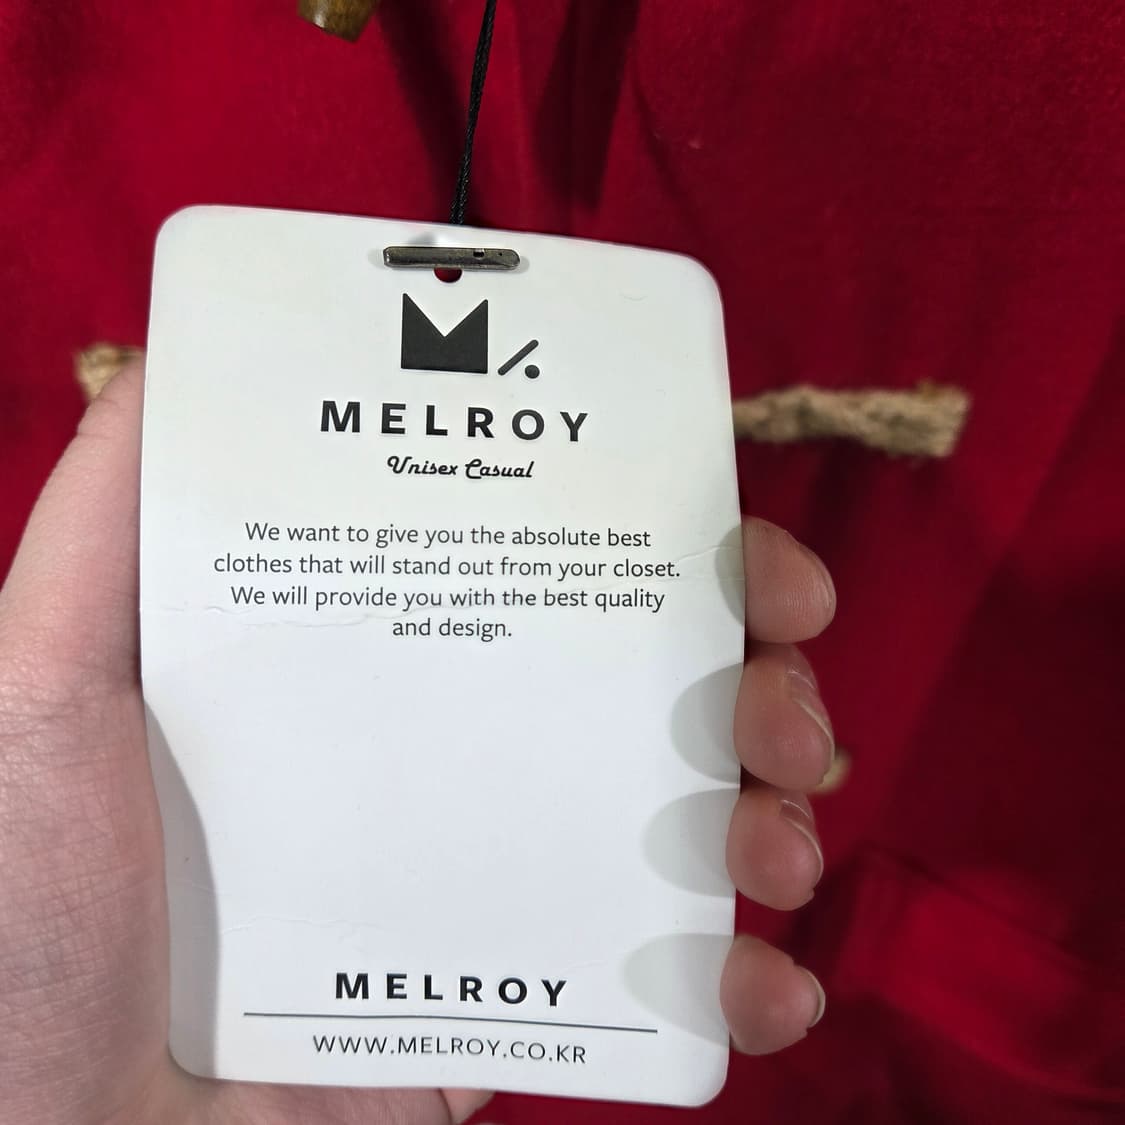 M/.
MELROY
Unisex Casual
We want to give you the absolute best
clothes that will stand out from your closet.
We will provide you with the best quality
and design.
MELROY
WWW.MELROY.CO.KR